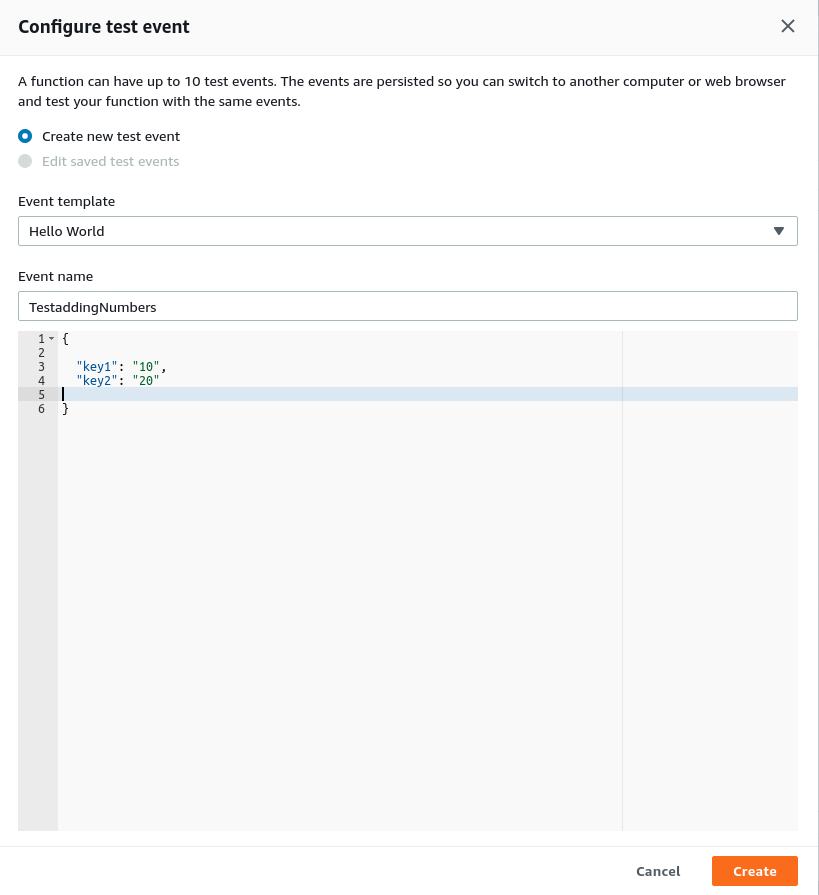 Configure test event
A function can have up to 10 test events. The events are persisted so you can switch to another computer or web browser
and test your function with the same events.
Create new test event
Edit saved test events
Event template
Hello World
Event name
TestaddingNumbers
1 {
2
3 "key1": "10",
4 "key2": "20"
5
6 }
Cancel Create